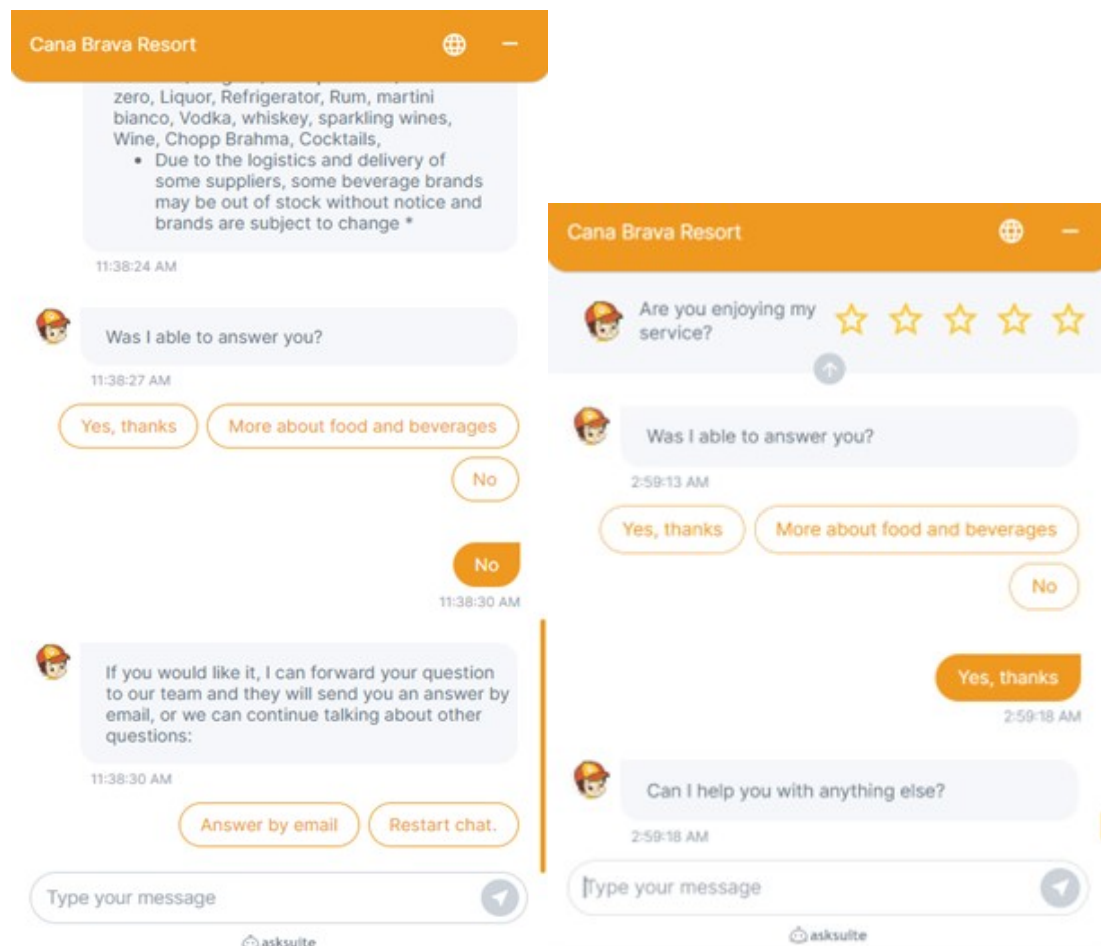 Cana Brava Resort
zero, Liquor, Refrigerator, Rum, martini
bianco, Vodka, whiskey, sparkling wines,
Wine, Chopp Brahma, Cocktails,
• Due to the logistics and delivery of
some suppliers, some beverage brands
may be out of stock without notice and
brands are subject to change *
11:38:24 AM
Was I able to answer you?
11:38:27 AM
Yes, thanks
More about food and beverages
No
No
11:38:30 AM
If you would like it, I can forward your question
to our team and they will send you an answer by
email, or we can continue talking about other
questions:
11:38:30 AM
Answer by email
Restart chat.
Type your message
asksuite
Cana Brava Resort
Are you enjoying my
service?
Was I able to answer you?
2:59:13 AM
Yes, thanks
More about food and beverages
No
Yes, thanks
2:59:18 AM
Can I help you with anything else?
2:59:18 AM
Type your message
asksuite